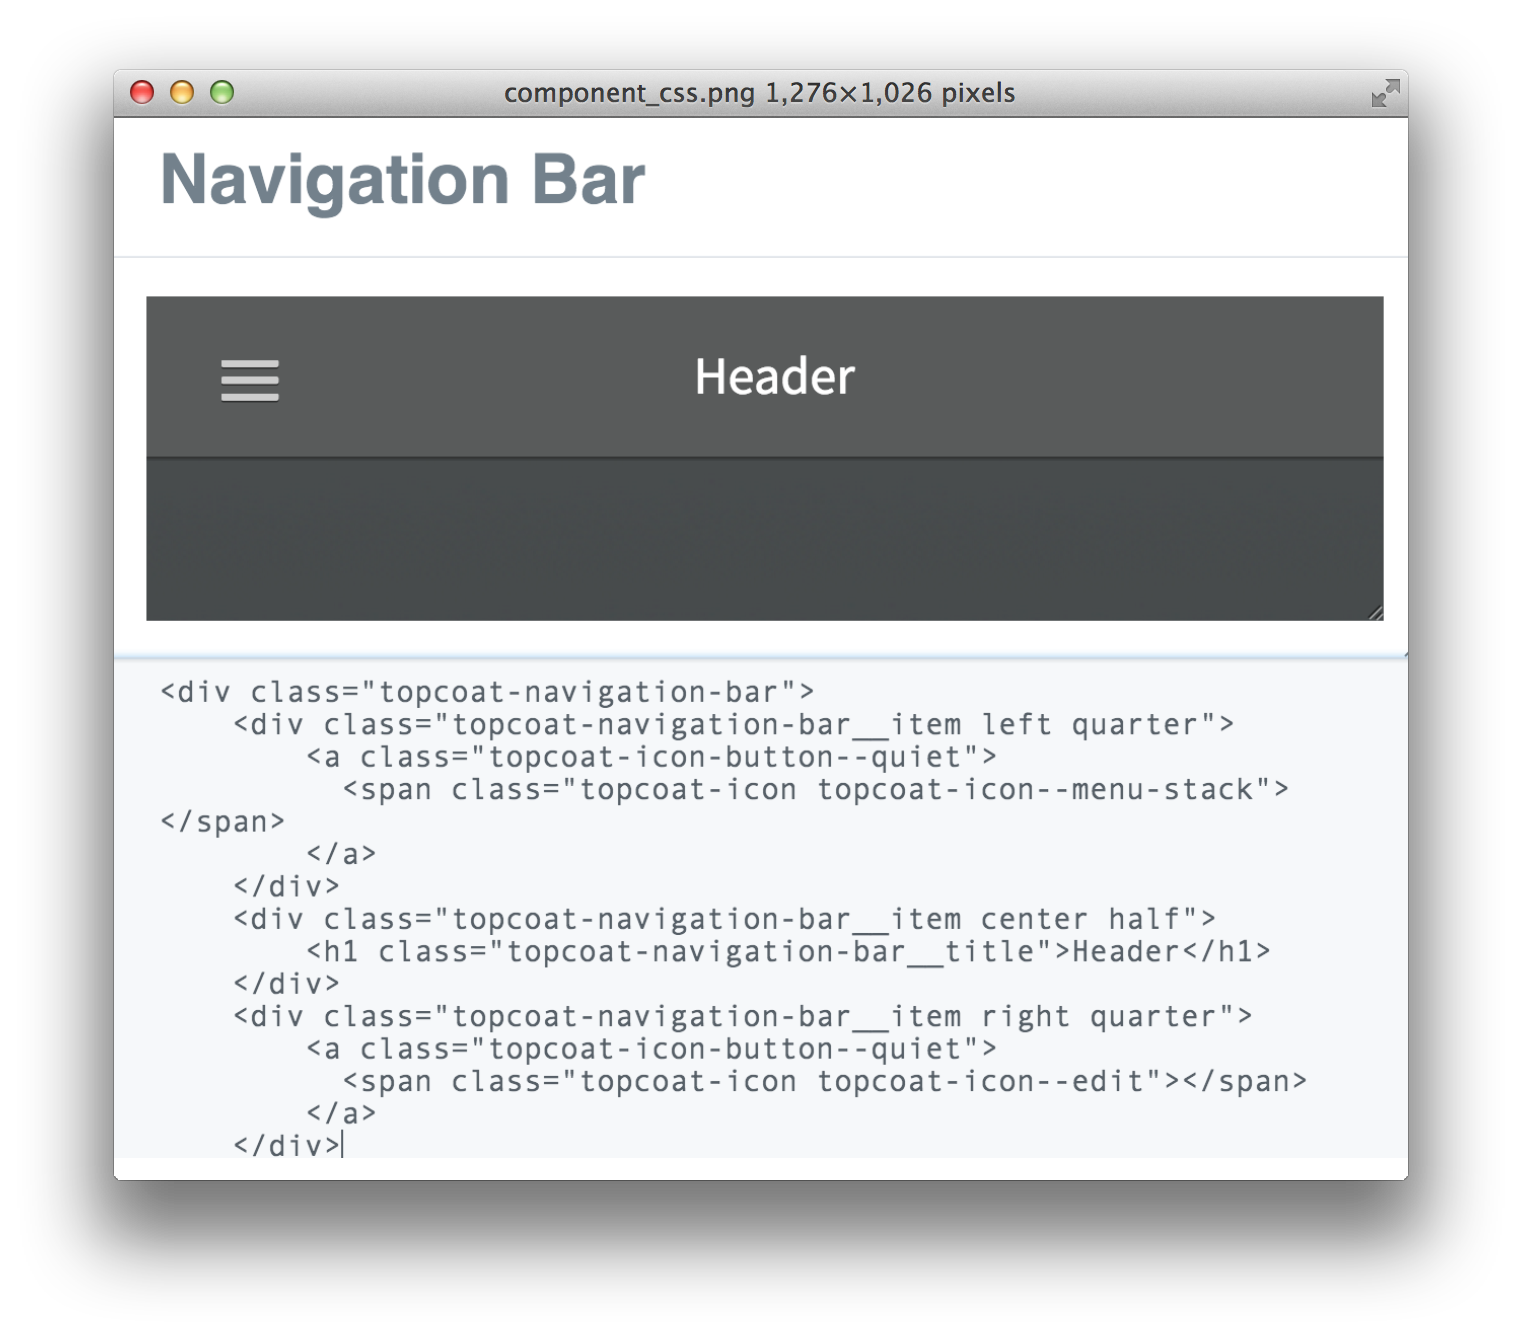 component_css.png 1,276×1,026 pixels
Navigation Bar
Header
<div class="topcoat-navigation-bar">
    <div class="topcoat-navigation-bar__item left quarter">
        <a class="topcoat-icon-button--quiet">
          <span class="topcoat-icon topcoat-icon--menu-stack">
</span>
        </a>
    </div>
    <div class="topcoat-navigation-bar__item center half">
        <h1 class="topcoat-navigation-bar__title">Header</h1>
    </div>
    <div class="topcoat-navigation-bar__item right quarter">
        <a class="topcoat-icon-button--quiet">
          <span class="topcoat-icon topcoat-icon--edit"></span>
        </a>
    </div>